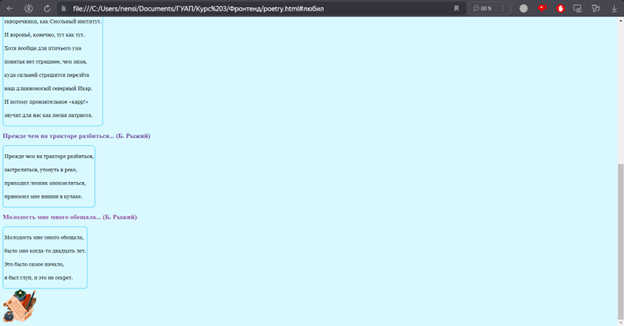 file:///C:/Users/nensi/Documents/ГУАП/Курс%203/Фронтенд/poetry.html#любил
80 %
скворечники, как Смольный институт.
И вороньё, конечно, тут как тут.
Хотя вообще для птичьего ума
понятья нет страшнее, чем зима,
куда сильней страшится перелёта
наш длинноносый северный Икар.
И потому пронзительное «карр!»
звучит для нас как песня патриота.
Прежде чем на тракторе разбиться... (Б. Рыжий)
Прежде чем на тракторе разбиться,
застрелиться, утонуть в реке,
приходил лесник опохмелиться,
приносил мне вишни в кулаке.
Молодость мне много обещала... (Б. Рыжий)
Молодость мне много обещала,
было мне когда-то двадцать лет.
Это было самое начало,
я был глуп, и это не секрет.